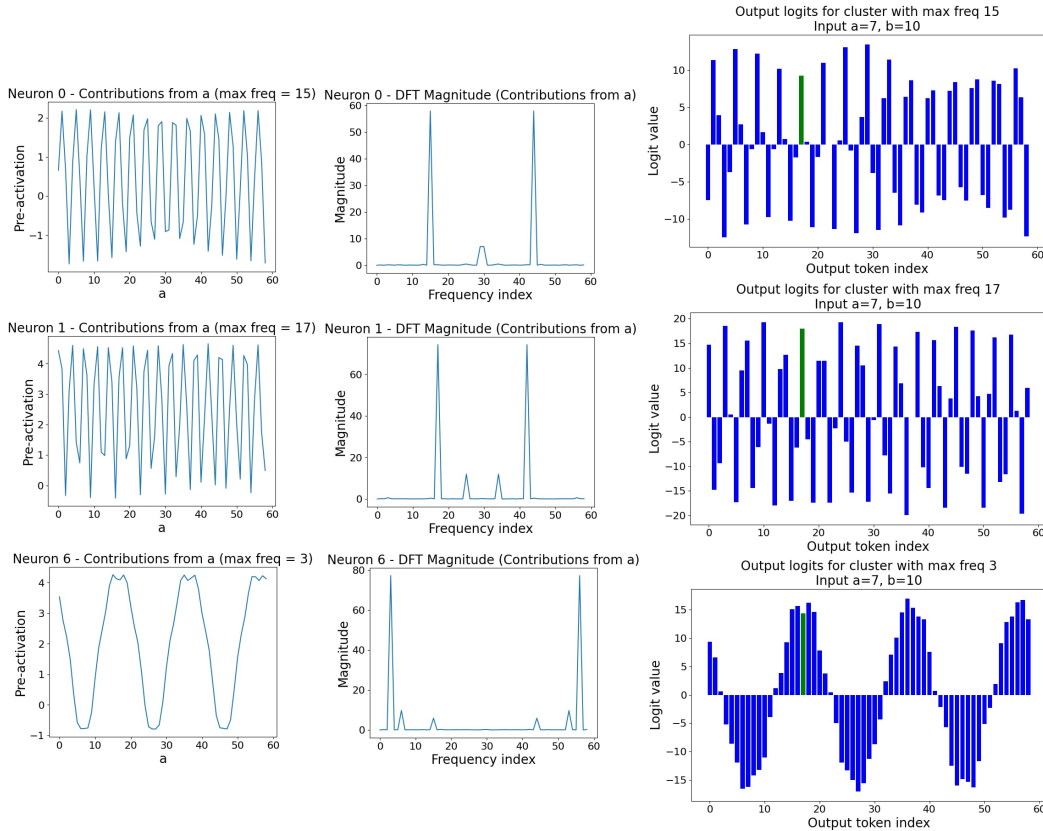 Neuron 0 - Contributions from a (max freq = 15)
Pre-activation
2
1
0
−1
0 10 20 30 40 50 60
a
Neuron 0 - DFT Magnitude (Contributions from a)
Magnitude
60
50
40
30
20
10
0
0 10 20 30 40 50 60
Frequency index
Output logits for cluster with max freq 15
Input a=7, b=10
Logit value
10
5
0
−5
−10
0 10 20 30 40 50 60
Output token index
Neuron 1 - Contributions from a (max freq = 17)
Pre-activation
4
3
2
1
0
0 10 20 30 40 50 60
a
Neuron 1 - DFT Magnitude (Contributions from a)
Magnitude
60
40
20
0
0 10 20 30 40 50 60
Frequency index
Output logits for cluster with max freq 17
Input a=7, b=10
Logit value
20
15
10
5
0
−5
−10
−15
−20
0 10 20 30 40 50 60
Output token index
Neuron 6 - Contributions from a (max freq = 3)
Pre-activation
4
3
2
1
0
−1
0 10 20 30 40 50 60
a
Neuron 6 - DFT Magnitude (Contributions from a)
Magnitude
80
60
40
20
0
0 10 20 30 40 50 60
Frequency index
Output logits for cluster with max freq 3
Input a=7, b=10
Logit value
15
10
5
0
−5
−10
−15
0 10 20 30 40 50 60
Output token index